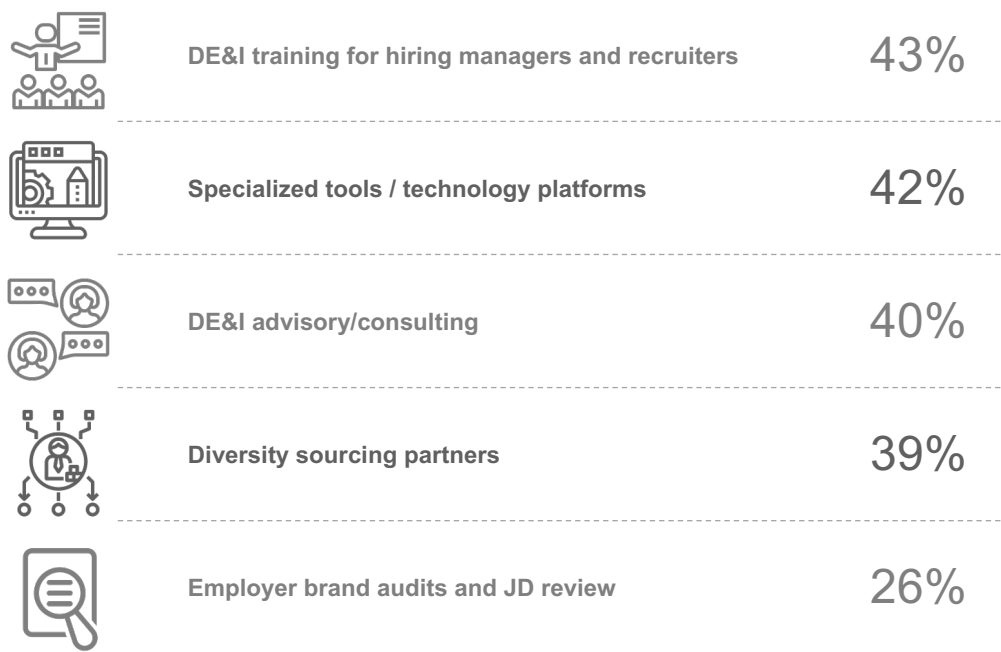 DE&I training for hiring managers and recruiters 43%
Specialized tools / technology platforms 42%
DE&I advisory/consulting 40%
Diversity sourcing partners 39%
Employer brand audits and JD review 26%